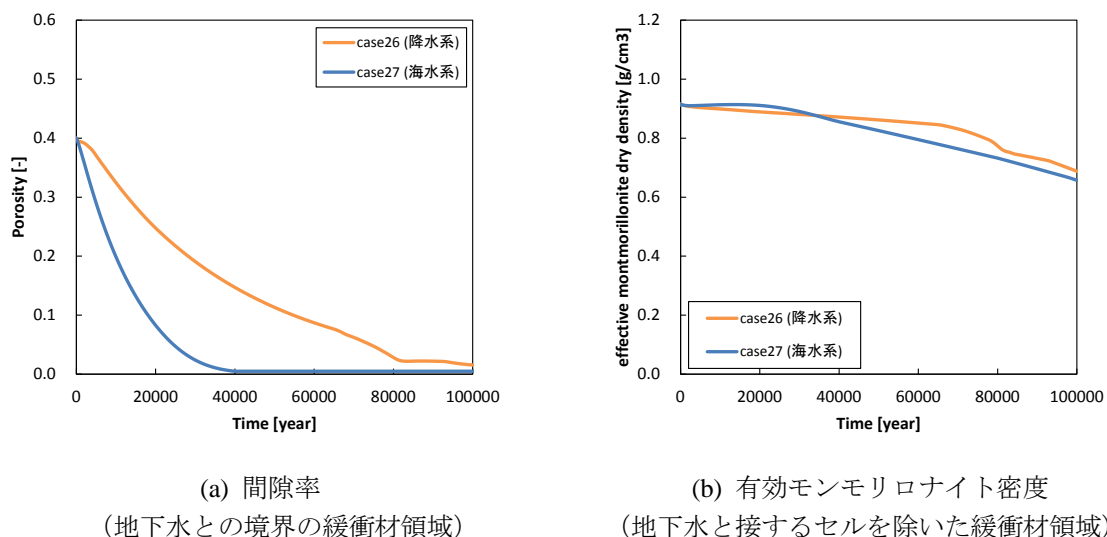 0.6
0.5
0.4
0.3
0.2
0.1
0.0
Porosity [-]
case26 (降水系)
case27 (海水系)
0 20000 40000 60000 80000 100000
Time [year]
(a) 間隙率
（地下水との境界の緩衝材領域）
1.2
1.0
0.8
0.6
0.4
0.2
0.0
effective montmorillonite dry density [g/cm3]
case26 (降水系)
case27 (海水系)
0 20000 40000 60000 80000 100000
Time [year]
(b) 有効モンモリロナイト密度
（地下水と接するセルを除いた緩衝材領域）